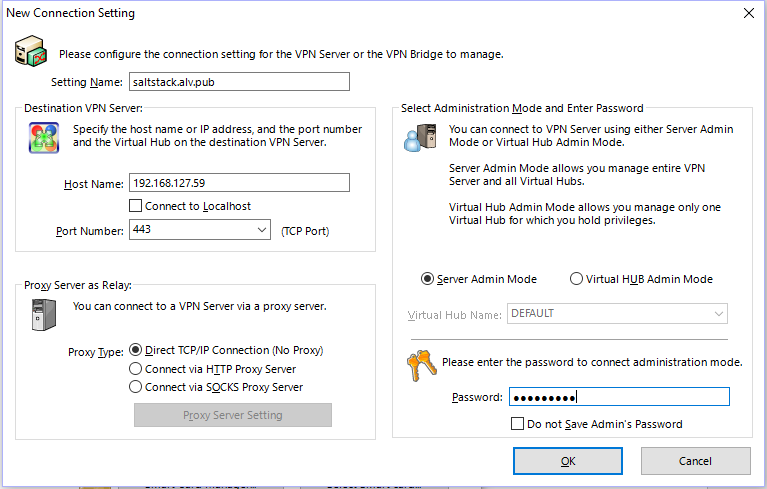 New Connection Setting
Please configure the connection setting for the VPN Server or the VPN Bridge to manage.
Setting Name: saltstack.alv.pub
Destination VPN Server:
Specify the host name or IP address, and the port number
and the Virtual Hub on the destination VPN Server.
Host Name: 192.168.127.59
Connect to Localhost
Port Number: 443 (TCP Port)
Proxy Server as Relay:
You can connect to a VPN Server via a proxy server.
Proxy Type: Direct TCP/IP Connection (No Proxy)
Connect via HTTP Proxy Server
Connect via SOCKS Proxy Server
Proxy Server Setting
Select Administration Mode and Enter Password
You can connect to VPN Server using either Server Admin
Mode or Virtual Hub Admin Mode.
Server Admin Mode allows you manage entire VPN
Server and all Virtual Hubs.
Virtual Hub Admin Mode allows you manage only one
Virtual Hub for which you hold privileges.
Server Admin Mode Virtual HUB Admin Mode
Virtual Hub Name: DEFAULT
Please enter the password to connect administration mode.
Password: ●●●●●●●●●
Do not Save Admin's Password
OK Cancel